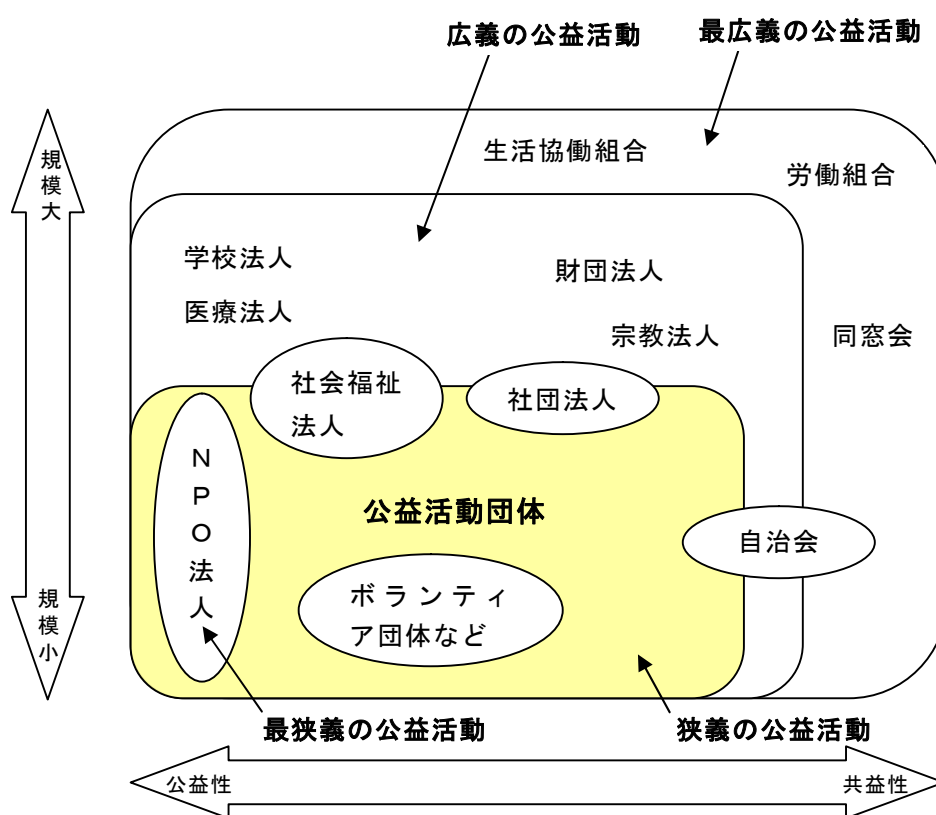 広義の公益活動
最広義の公益活動
規模大
生活協働組合
労働組合
学校法人
財団法人
医療法人
宗教法人
同窓会
社会福祉
法人
社団法人
NPO法人
公益活動団体
自治会
ボランティ
ア団体など
規模小
最狭義の公益活動
狭義の公益活動
公益性
共益性